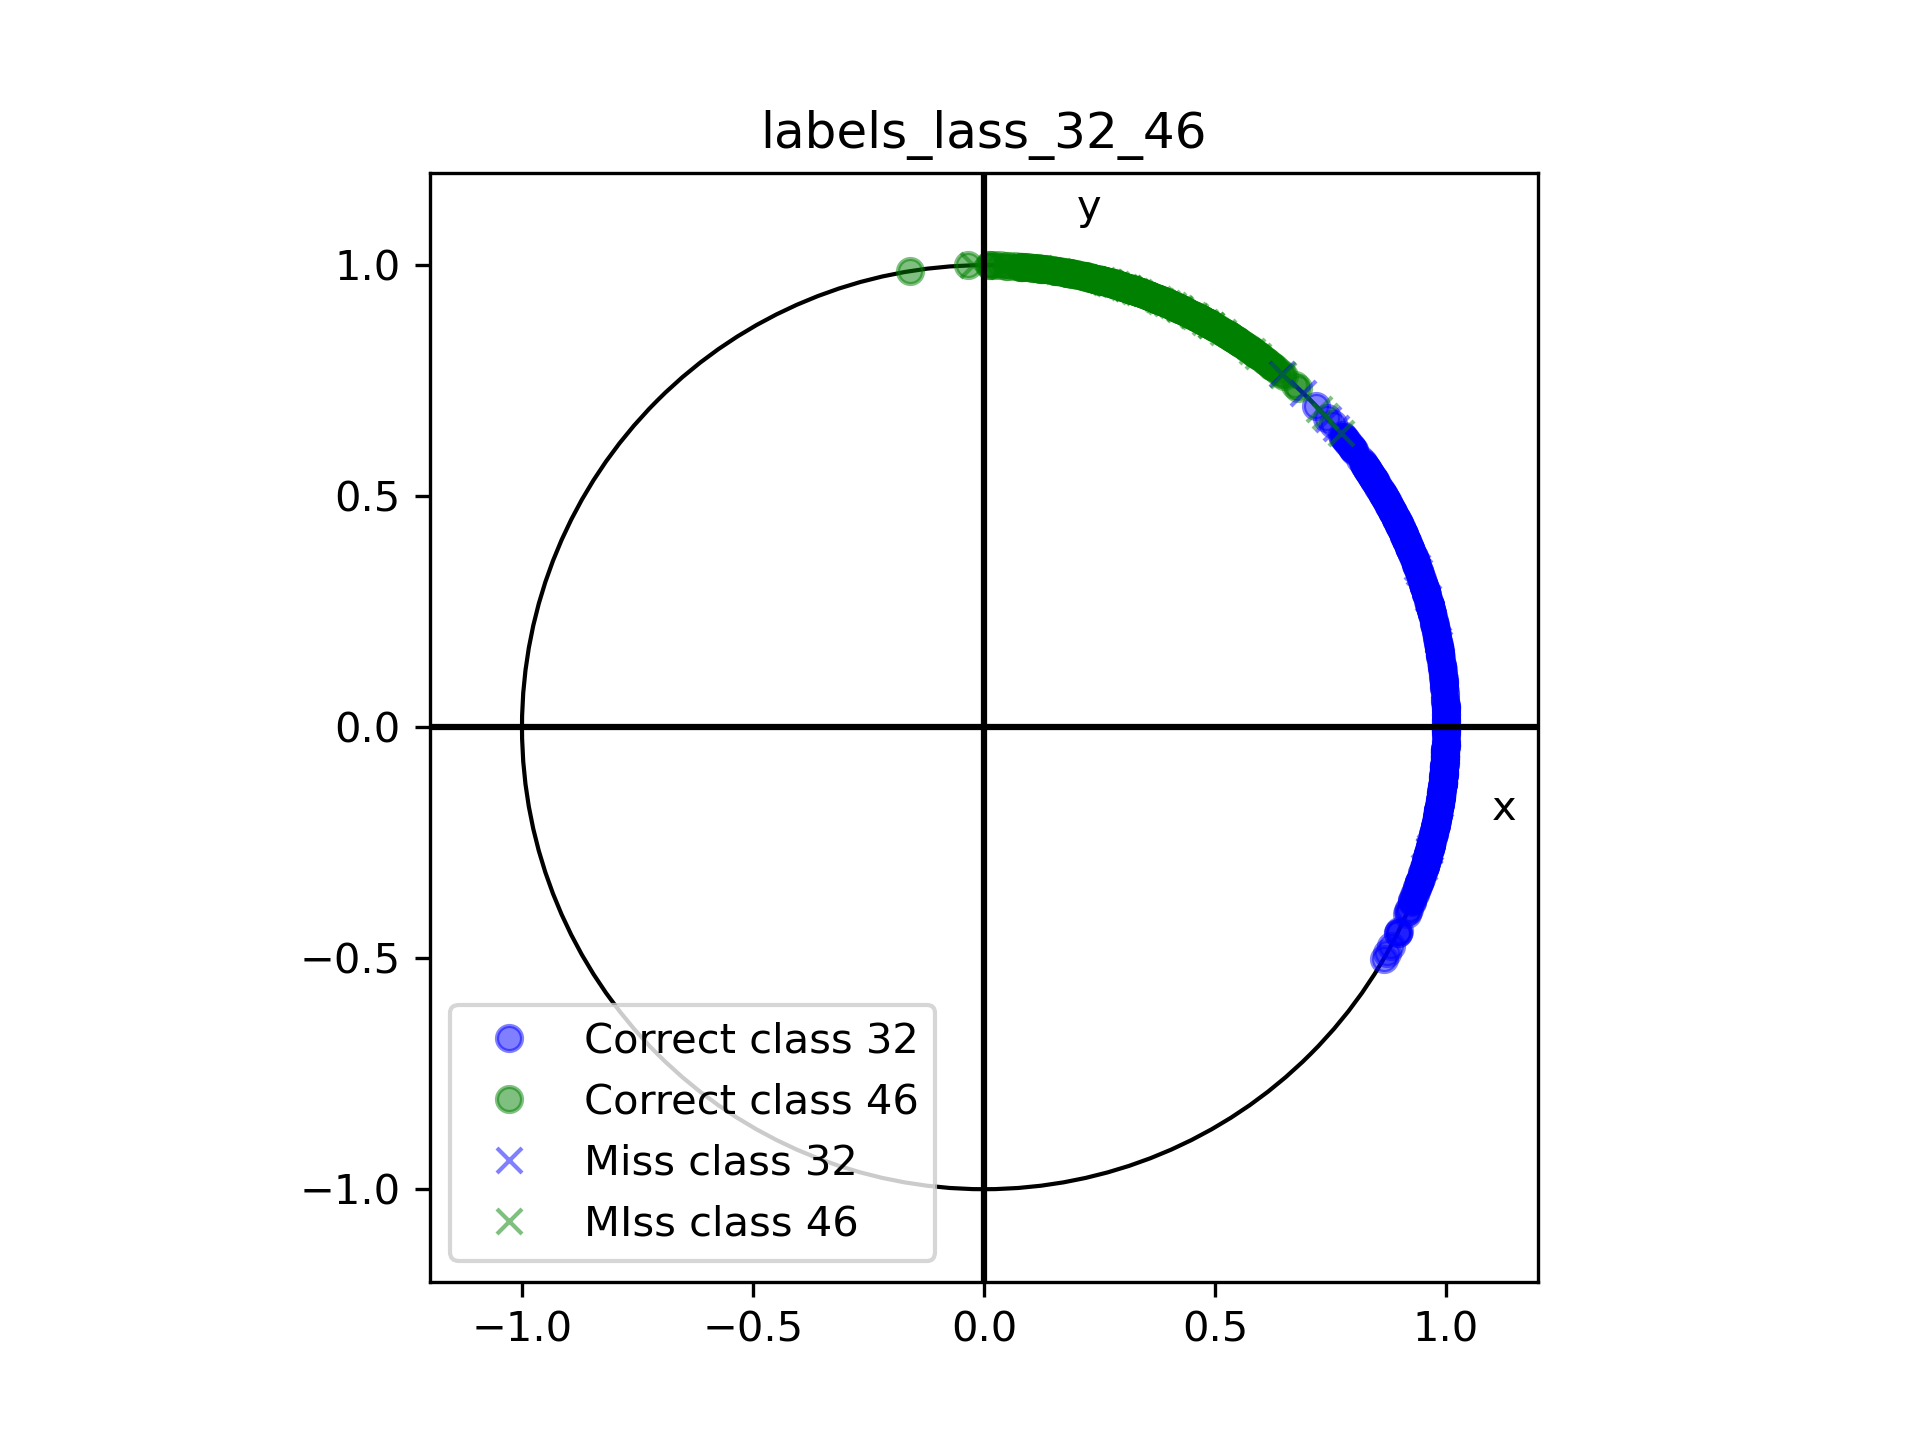 labels_lass_32_46
y
1.0
0.5
0.0
x
−0.5
−1.0
Correct class 32
Correct class 46
Miss class 32
MIss class 46
−1.0 −0.5 0.0 0.5 1.0